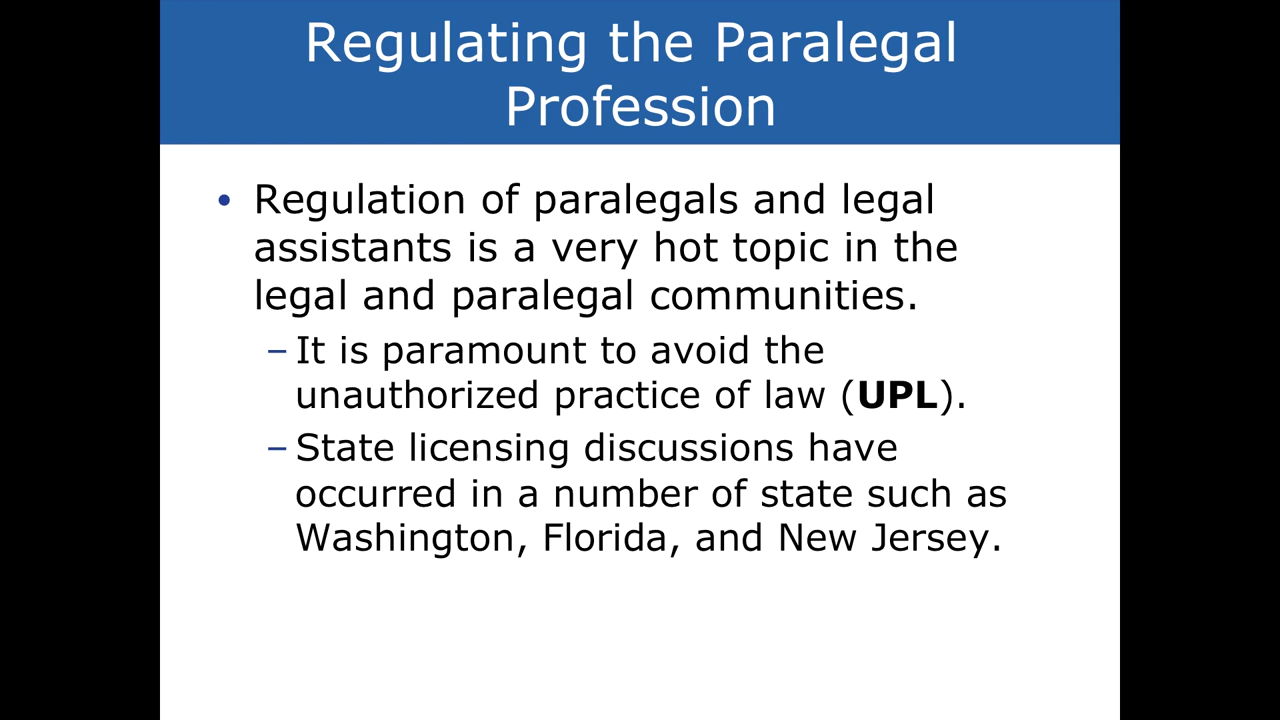 Regulating the Paralegal
Profession
• Regulation of paralegals and legal
assistants is a very hot topic in the
legal and paralegal communities.
– It is paramount to avoid the
unauthorized practice of law (UPL).
– State licensing discussions have
occurred in a number of state such as
Washington, Florida, and New Jersey.